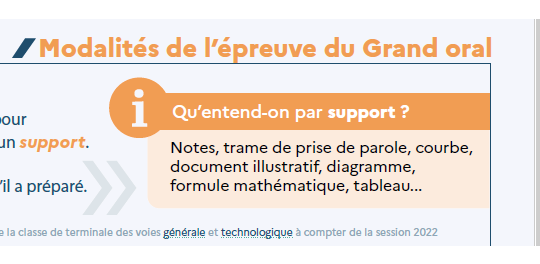 Modalités de l'épreuve du Grand oral
i
Qu'entend-on par support ?
pour
un support.
'il a préparé.
Notes, trame de prise de parole, courbe,
document illustratif, diagramme,
formule mathématique, tableau...
e la classe de terminale des voies générale et technologique à compter de la session 2022